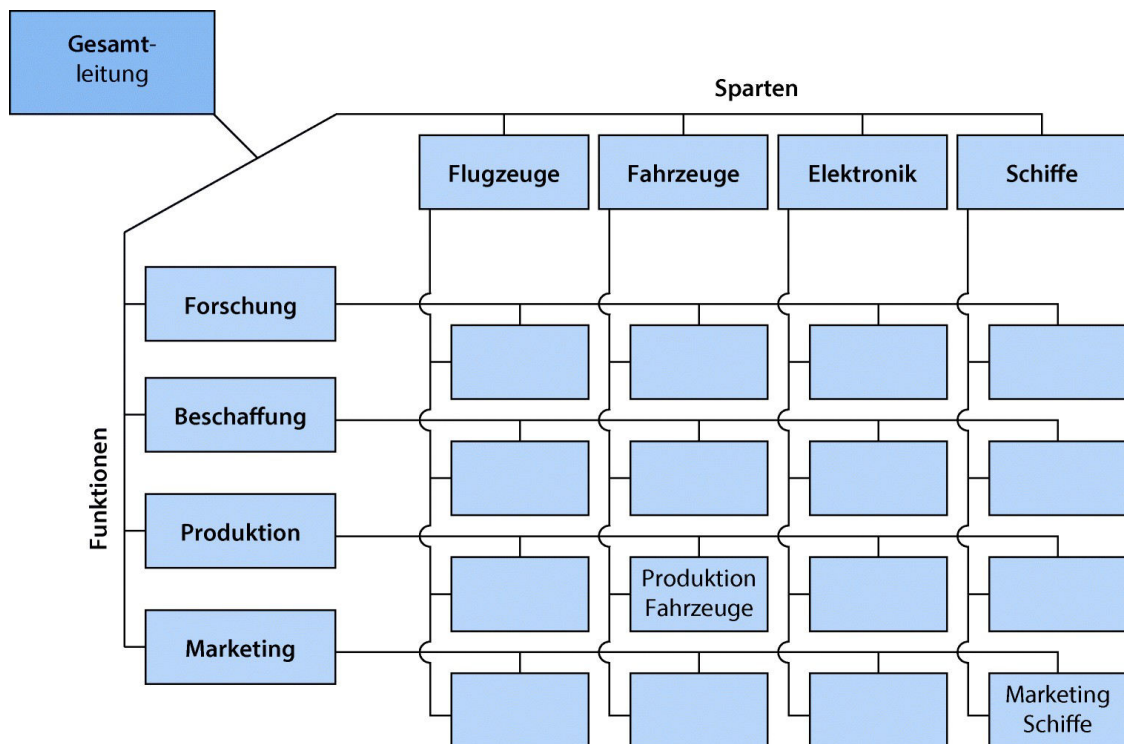 Gesamt-
leitung
Sparten
Flugzeuge
Fahrzeuge
Elektronik
Schiffe
Funktionen
Forschung
Beschaffung
Produktion
Produktion
Fahrzeuge
Marketing
Marketing
Schiffe